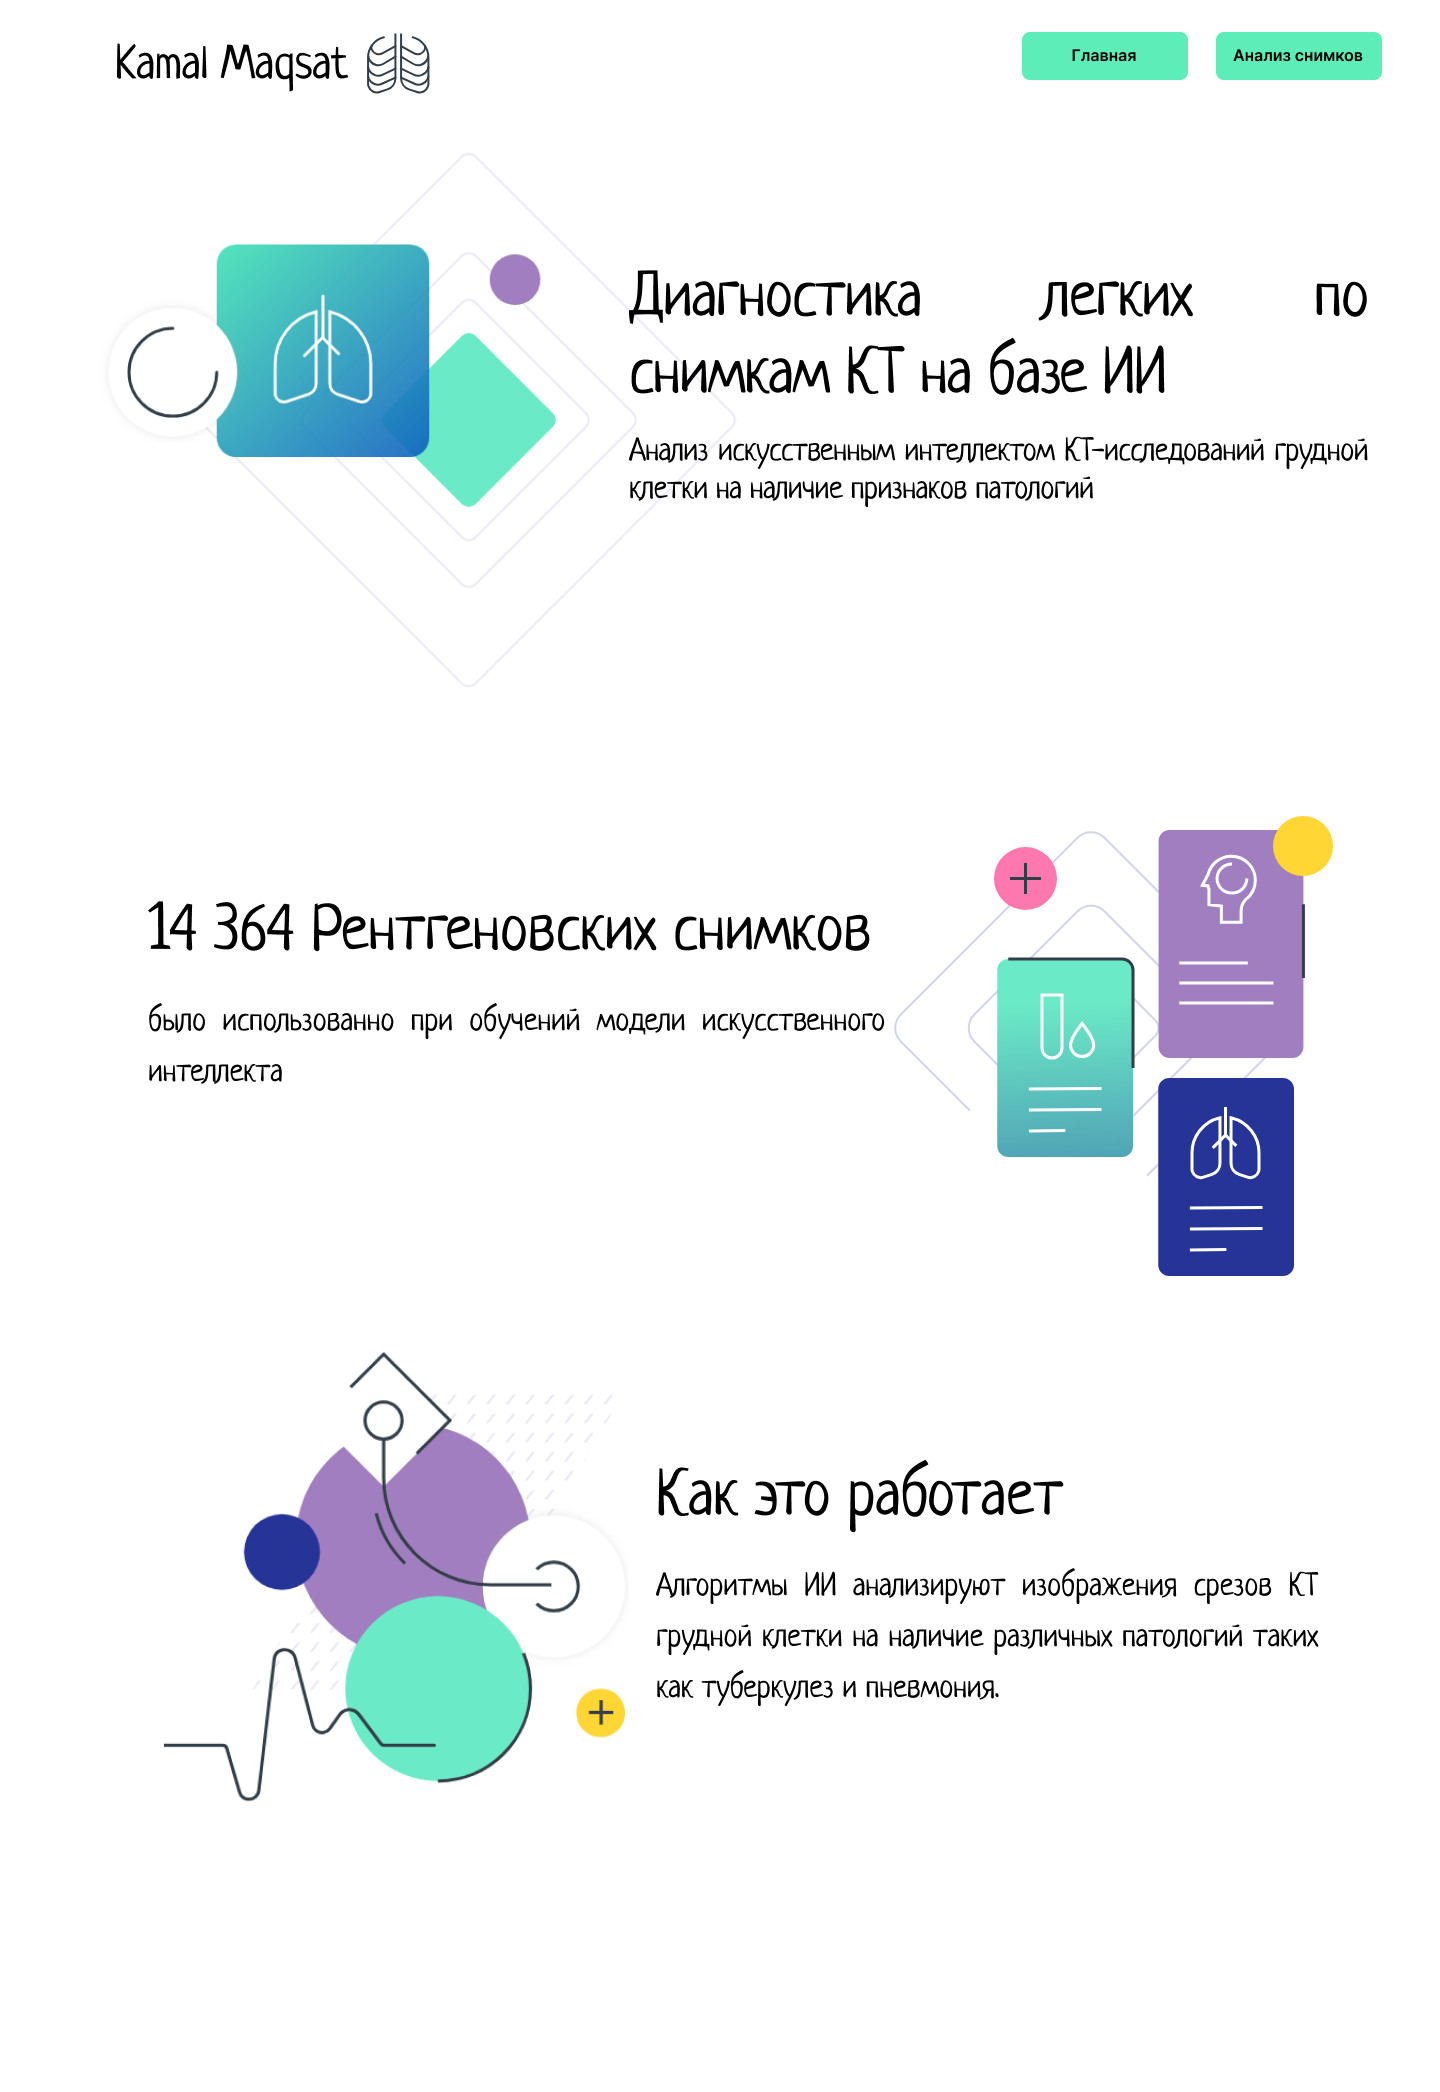 Kamal Maqsat
Главная
Анализ снимков
Диагностика легких по
снимкам КТ на базе ИИ
Анализ искусственным интеллектом КТ-исследований грудной
клетки на наличие признаков патологий
14 364 Рентгеновских снимков
было использованно при обучений модели искусственного
интеллекта
Как это работает
Алгоритмы ИИ анализируют изображения срезов КТ
грудной клетки на наличие различных патологий таких
как туберкулез и пневмония.